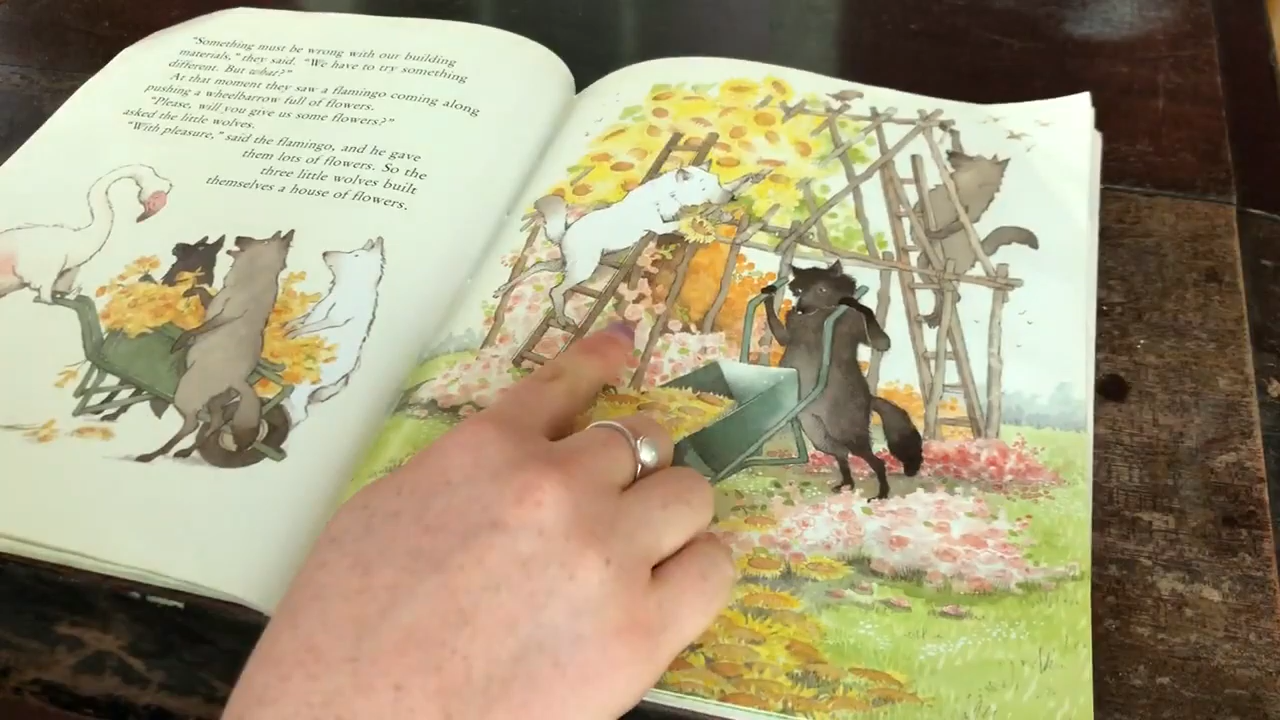 "Something must be wrong with our building
materials," they said. "We have to try something
different. But what?"
At that moment they saw a flamingo coming along
pushing a wheelbarrow full of flowers.
"Please, will you give us some flowers?"
asked the little wolves.
"With pleasure," said the flamingo, and he gave
them lots of flowers. So the
three little wolves built
themselves a house of flowers.